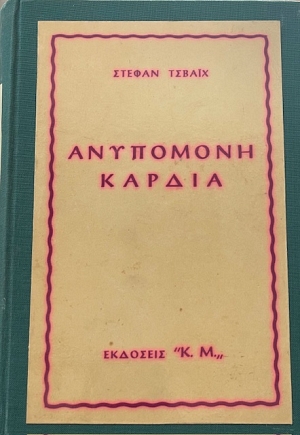 ΣΤΕΦΑΝ ΤΣΒΑΪΧ
ΑΝΥΠΟΜΟΝΗ
ΚΑΡΔΙΑ
ΕΚΔΟΣΕΙΣ "Κ. Μ.,,